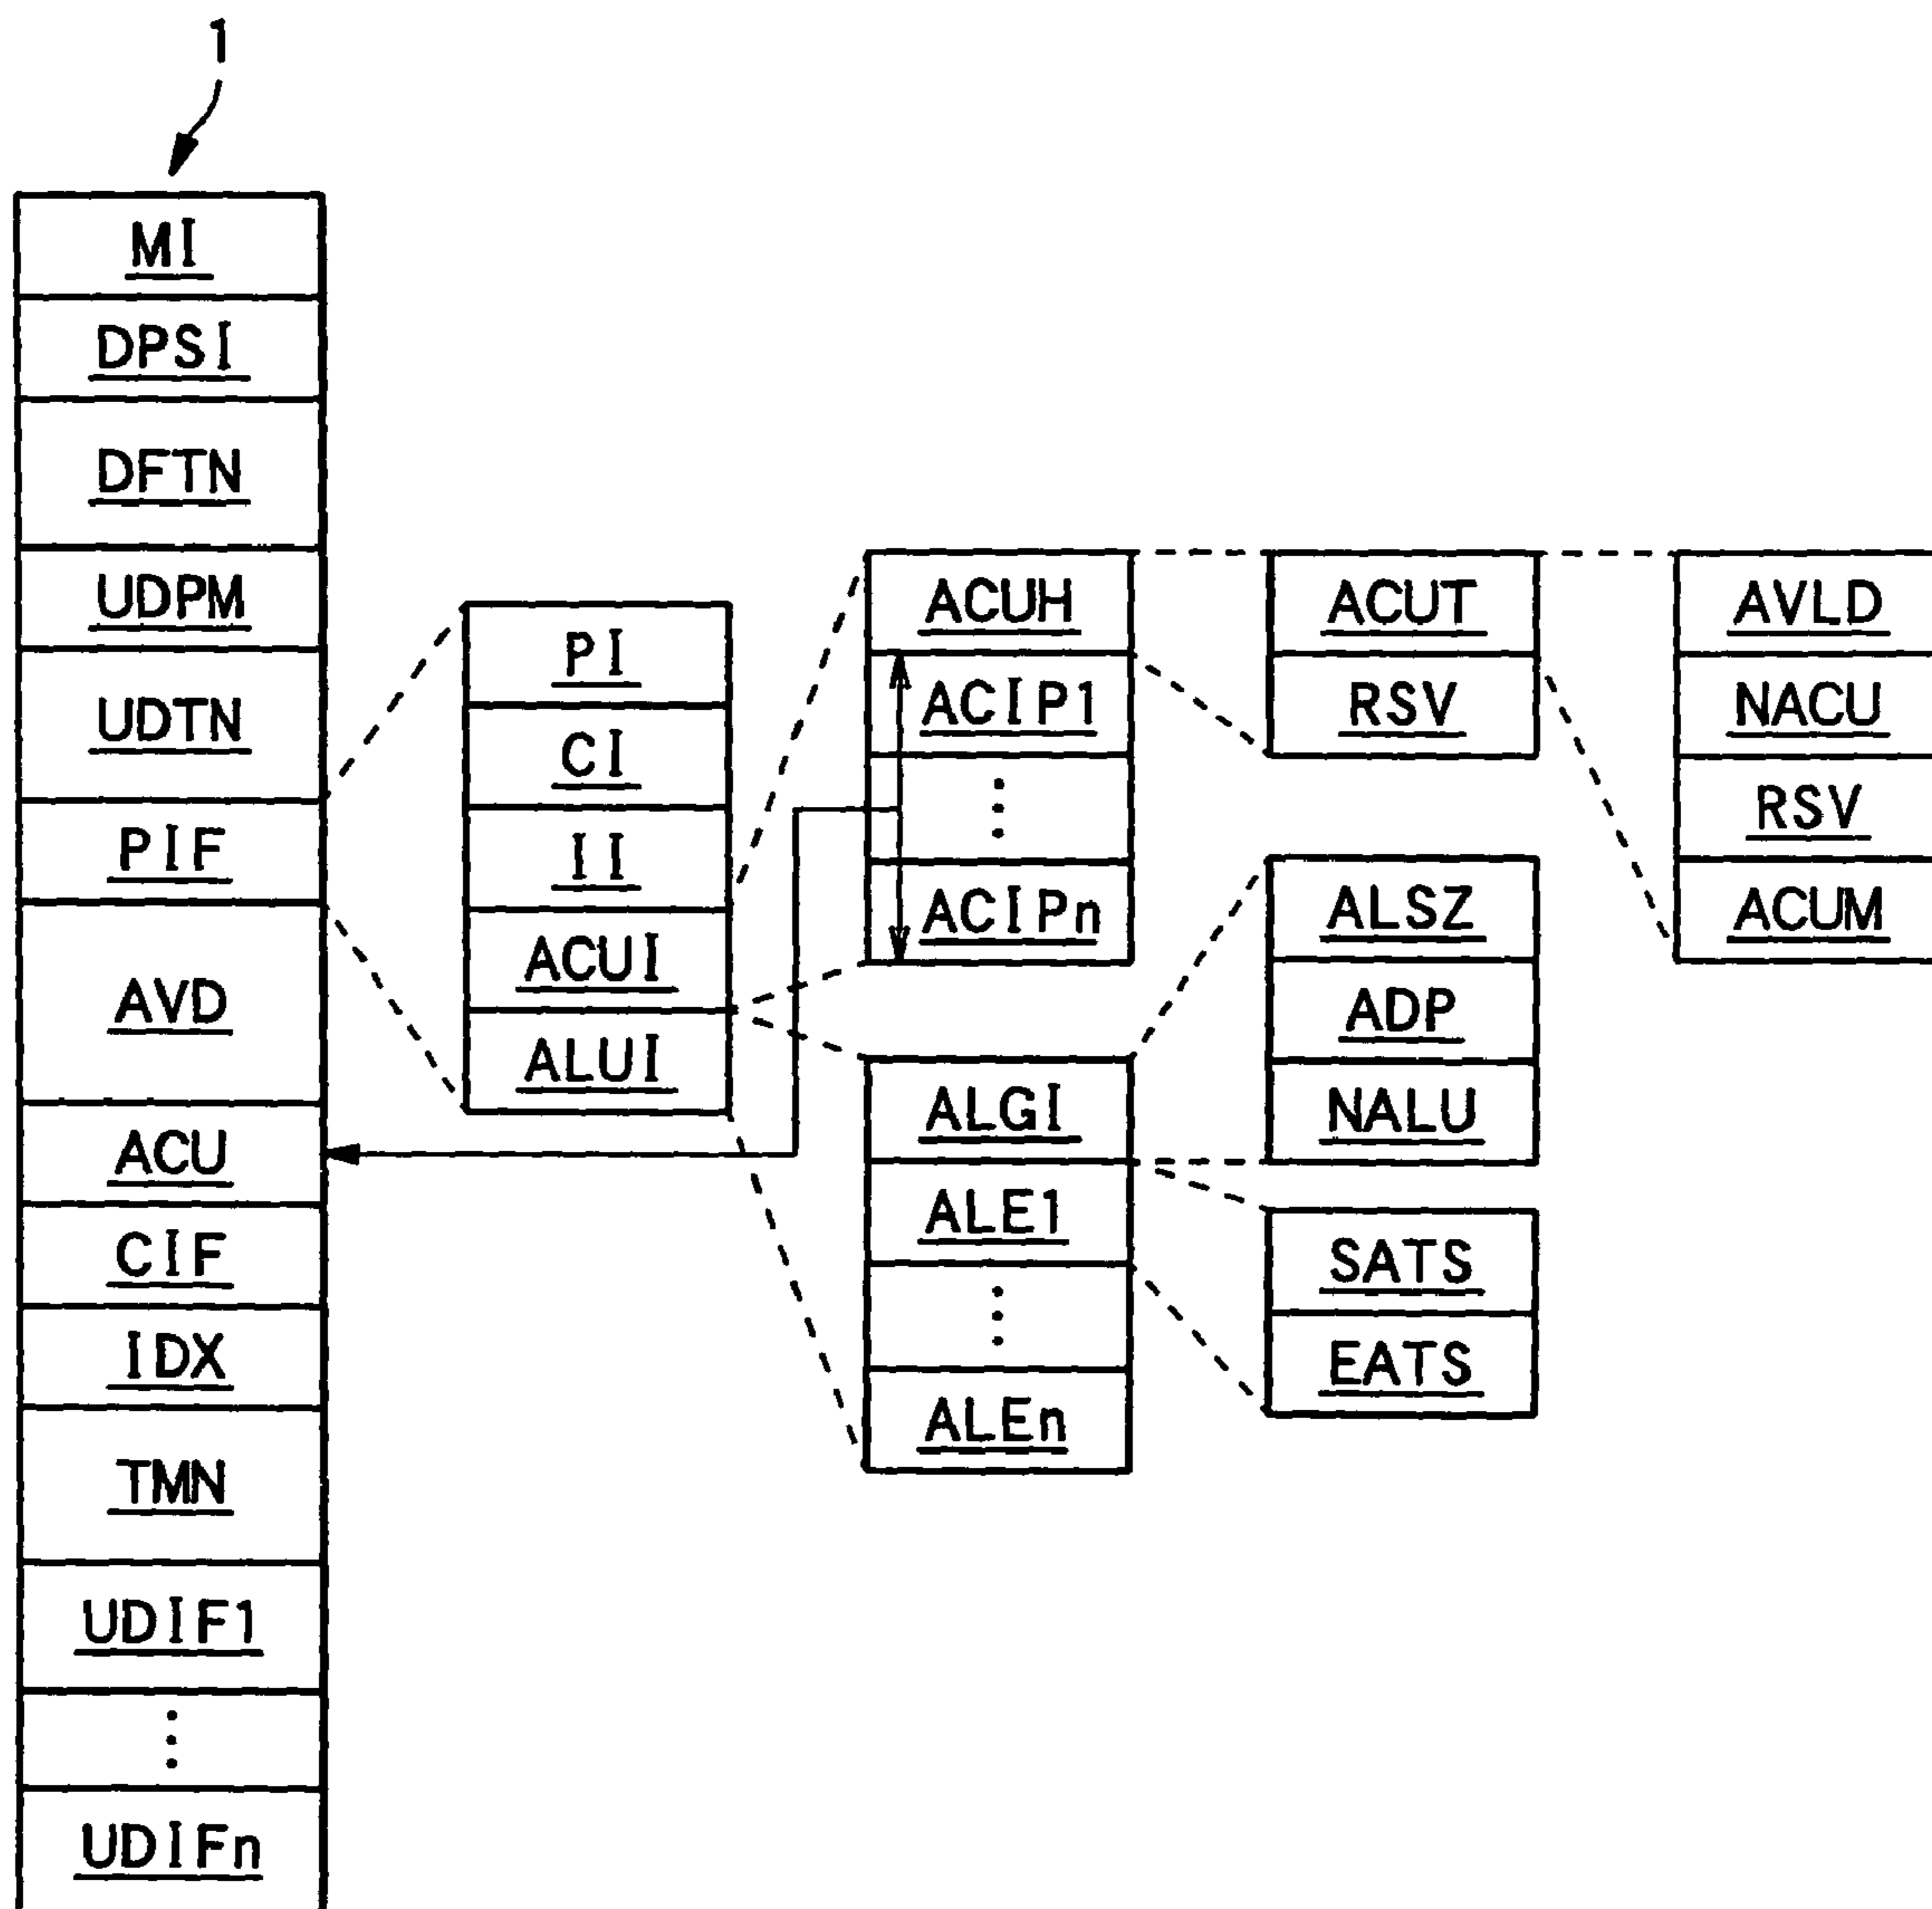 1
MI
DPSI
DFTN
UDPM
UDTN
PIF
AVD
ACU
CIF
IDX
TMN
UDIF1
⋮
UDIFn
PI
CI
II
ACUI
ALUI
ACUH
ACIP1
⋮
ACIPn
ALGI
ALE1
⋮
ALEn
ACUT
RSV
ALSZ
ADP
NALU
SATS
EATS
AVLD
NACU
RSV
ACUM